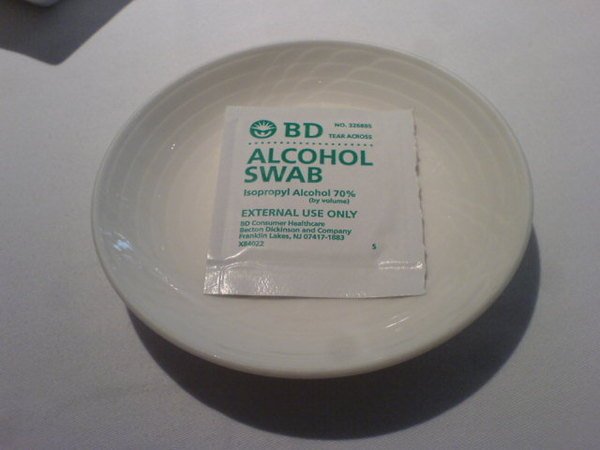 BD
NO. 326895
TEAR ACROSS
ALCOHOL
SWAB
Isopropyl Alcohol 70%
(by volume)
EXTERNAL USE ONLY
BD Consumer Healthcare
Becton Dickinson and Company
Franklin Lakes, NJ 07417-1883
X84022
S